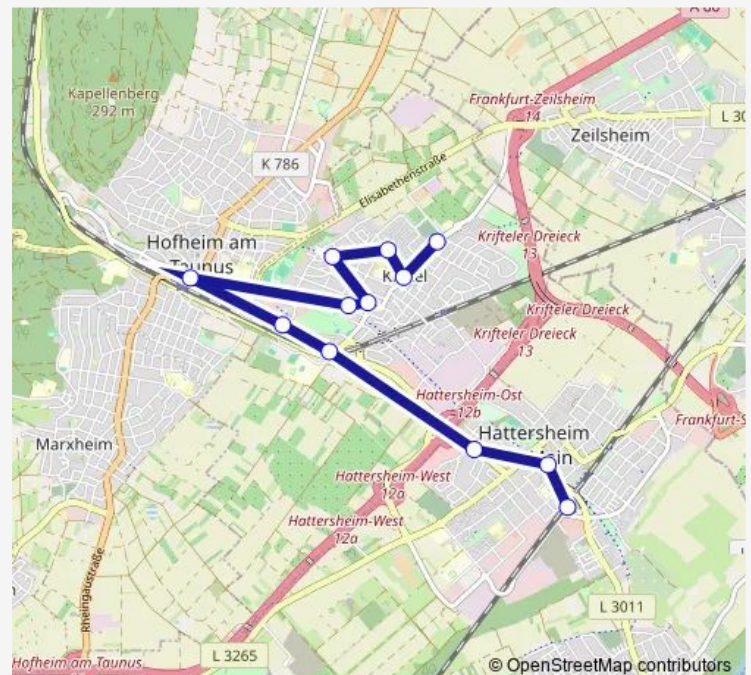 A 66
Kapellenberg
292 m
Frankfurt-Zeilsheim
14
Zeilsheim
K 786
Elisabethenstraße
Hofheim am
Taunus
Krifteler Dreieck
13
Krifteler Dreieck
Krifteler Dreieck
13
Hattersheim-Ost
12b
Hattersheim
Frankfurt-S
Marxheim
Hattersheim-West
12a
Hattersheim-West
12a
Rheingaustraße
L 3011
L 3265
Hofheim am Taunus
© OpenStreetMap contributors